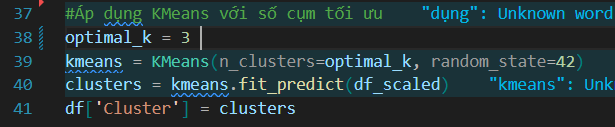 37 #Áp dụng KMeans với số cụm tối ưu "dụng": Unknown word
38 optimal_k = 3
39 kmeans = KMeans(n_clusters=optimal_k, random_state=42)
40 clusters = kmeans.fit_predict(df_scaled) "kmeans": Unk
41 df['Cluster'] = clusters